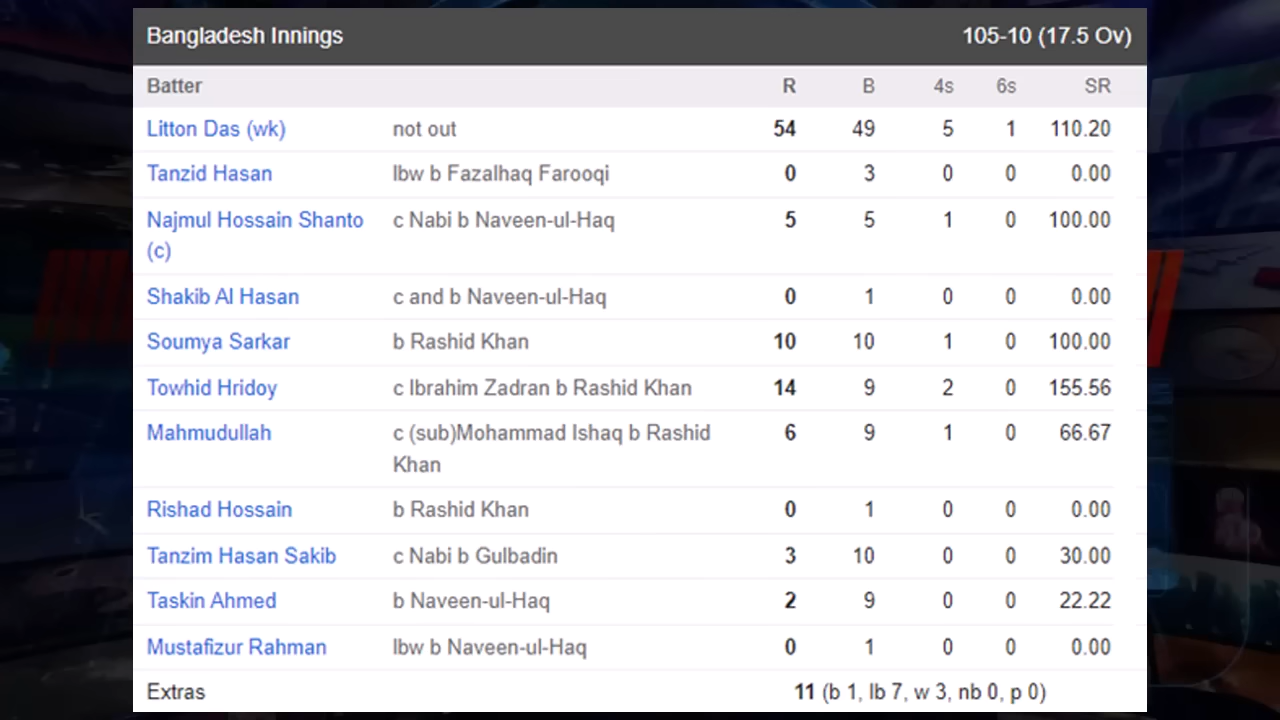 Bangladesh Innings 105-10 (17.5 Ov)
Batter R B 4s 6s SR
Litton Das (wk) not out 54 49 5 1 110.20
Tanzid Hasan lbw b Fazalhaq Farooqi 0 3 0 0 0.00
Najmul Hossain Shanto c Nabi b Naveen-ul-Haq 5 5 1 0 100.00
(c)
Shakib Al Hasan c and b Naveen-ul-Haq 0 1 0 0 0.00
Soumya Sarkar b Rashid Khan 10 10 1 0 100.00
Towhid Hridoy c Ibrahim Zadran b Rashid Khan 14 9 2 0 155.56
Mahmudullah c (sub)Mohammad Ishaq b Rashid 6 9 1 0 66.67
Khan
Rishad Hossain b Rashid Khan 0 1 0 0 0.00
Tanzim Hasan Sakib c Nabi b Gulbadin 3 10 0 0 30.00
Taskin Ahmed b Naveen-ul-Haq 2 9 0 0 22.22
Mustafizur Rahman lbw b Naveen-ul-Haq 0 1 0 0 0.00
Extras 11 (b 1, lb 7, w 3, nb 0, p 0)